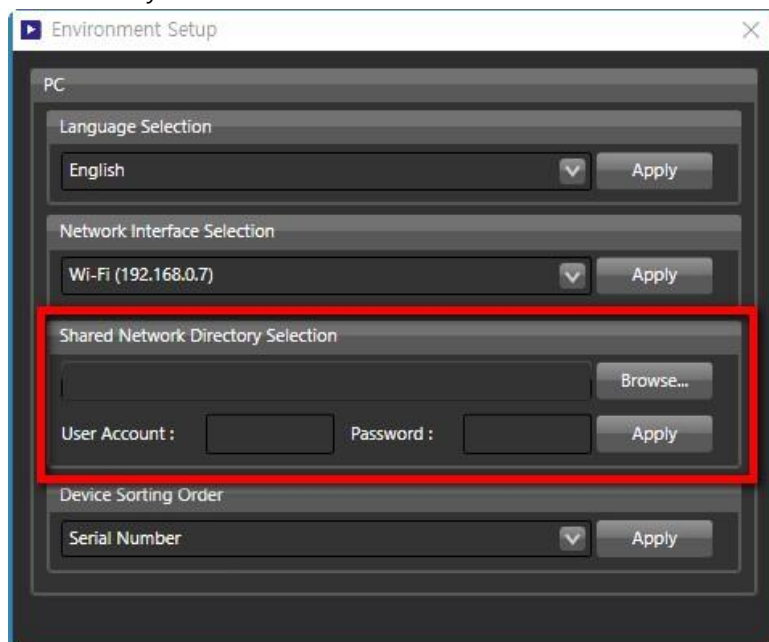 Environment Setup
PC
Language Selection
English
Apply
Network Interface Selection
Wi-Fi (192.168.0.7)
Apply
Shared Network Directory Selection
Browse...
User Account :
Password :
Apply
Device Sorting Order
Serial Number
Apply